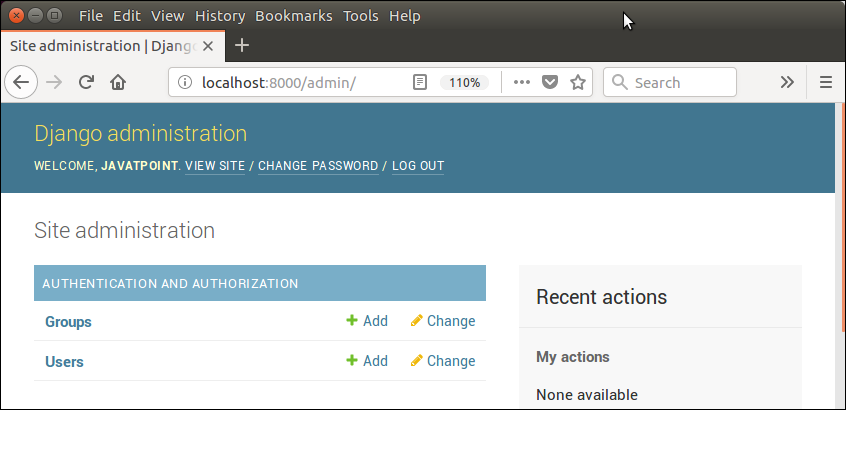 File Edit View History Bookmarks Tools Help
Site administration | Django
localhost:8000/admin/ 110% Search
Django administration
WELCOME, JAVATPOINT. VIEW SITE / CHANGE PASSWORD / LOG OUT
Site administration
AUTHENTICATION AND AUTHORIZATION
Groups Add Change
Users Add Change
Recent actions
My actions
None available